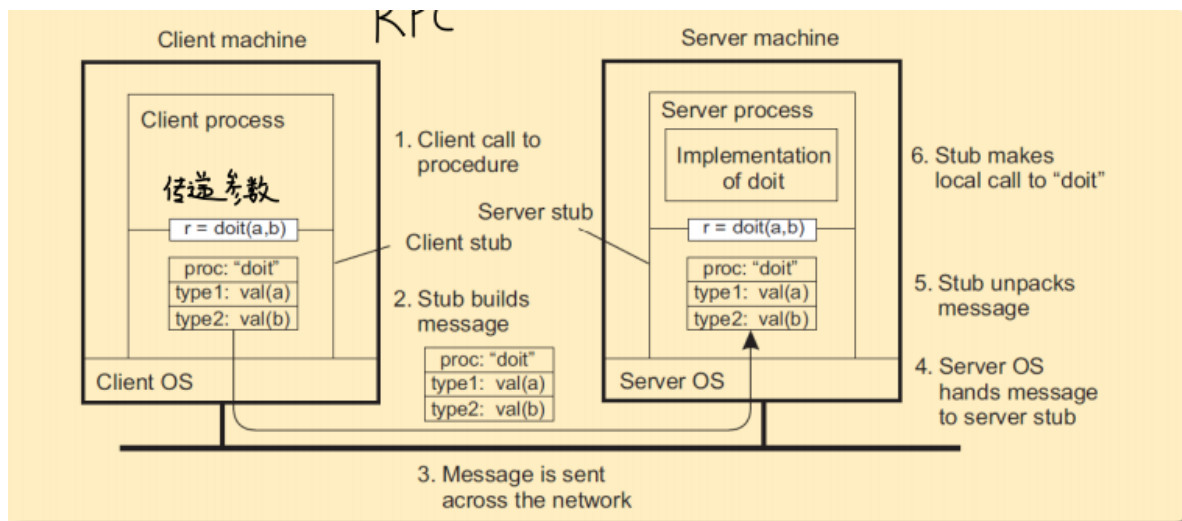 RPC
Client machine
Server machine
Client process
传递参数
r = doit(a,b)
proc: “doit”
type1: val(a)
type2: val(b)
Client OS
1. Client call to
procedure
Server stub
Client stub
2. Stub builds
message
proc: “doit”
type1: val(a)
type2: val(b)
Server process
Implementation
of doit
r = doit(a,b)
proc: “doit”
type1: val(a)
type2: val(b)
Server OS
6. Stub makes
local call to “doit”
5. Stub unpacks
message
4. Server OS
hands message
to server stub
3. Message is sent
across the network